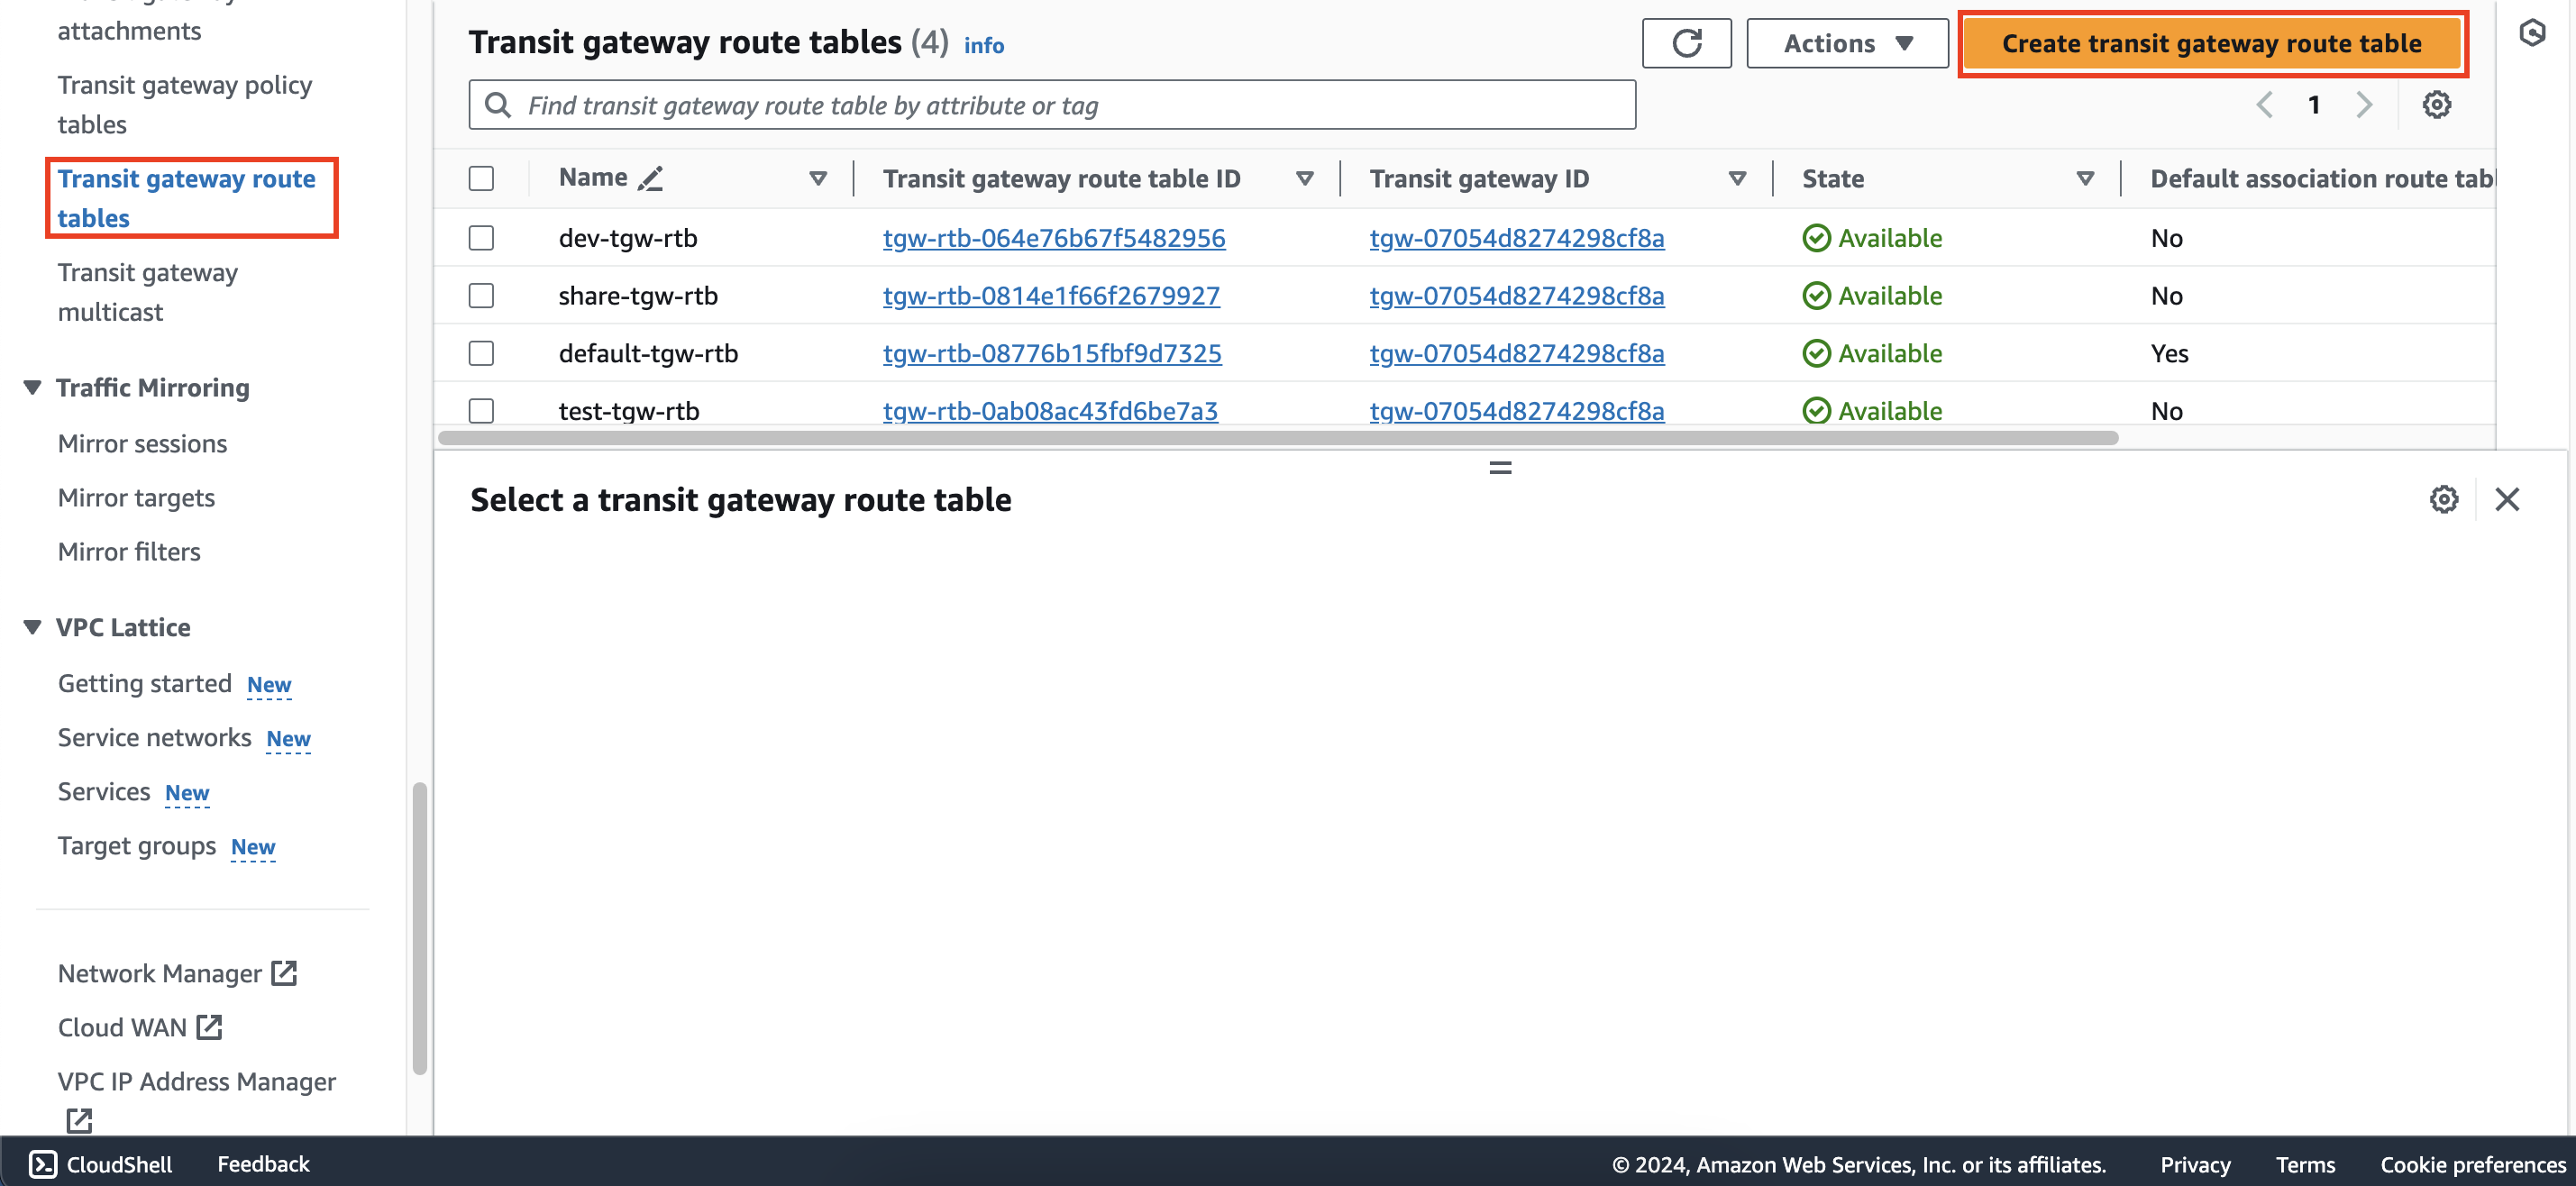 attachments
Transit gateway policy
tables
Transit gateway route
tables
Transit gateway
multicast
Traffic Mirroring
Mirror sessions
Mirror targets
Mirror filters
VPC Lattice
Getting started New
Service networks New
Services New
Target groups New
Network Manager
Cloud WAN
VPC IP Address Manager
Transit gateway route tables (4) info
Actions
Create transit gateway route table
Find transit gateway route table by attribute or tag
1
Name Transit gateway route table ID Transit gateway ID State Default association route tabl
dev-tgw-rtb tgw-rtb-064e76b67f5482956 tgw-07054d8274298cf8a Available No
share-tgw-rtb tgw-rtb-0814e1f66f2679927 tgw-07054d8274298cf8a Available No
default-tgw-rtb tgw-rtb-08776b15fbf9d7325 tgw-07054d8274298cf8a Available Yes
test-tgw-rtb tgw-rtb-0ab08ac43fd6be7a3 tgw-07054d8274298cf8a Available No
Select a transit gateway route table
CloudShell Feedback © 2024, Amazon Web Services, Inc. or its affiliates. Privacy Terms Cookie preferences